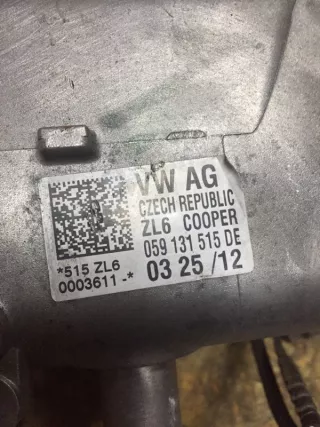 VW AG
CZECH REPUBLIC
ZL6 COOPER
059 131 515 DE
03 25/12
*515 ZL6
0003611-*